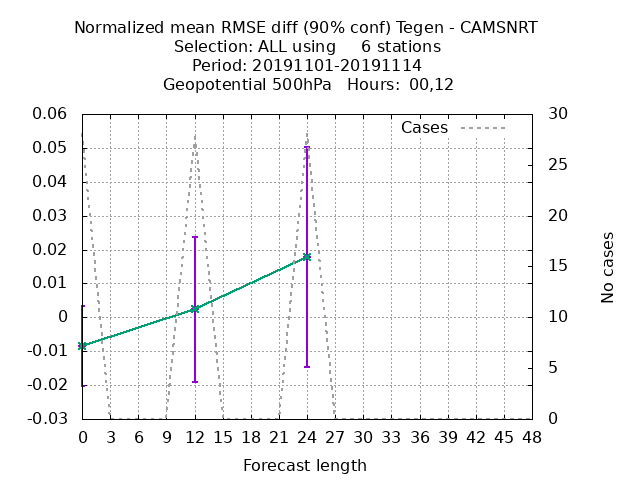 Normalized mean RMSE diff (90% conf) Tegen - CAMSNRT
Selection: ALL using 6 stations
Period: 20191101-20191114
Geopotential 500hPa Hours: 00,12
Cases
0.06
0.05
0.04
0.03
0.02
0.01
0
-0.01
-0.02
-0.03
30
25
20
15
10
5
0
No cases
0 3 6 9 12 15 18 21 24 27 30 33 36 39 42 45 48
Forecast length